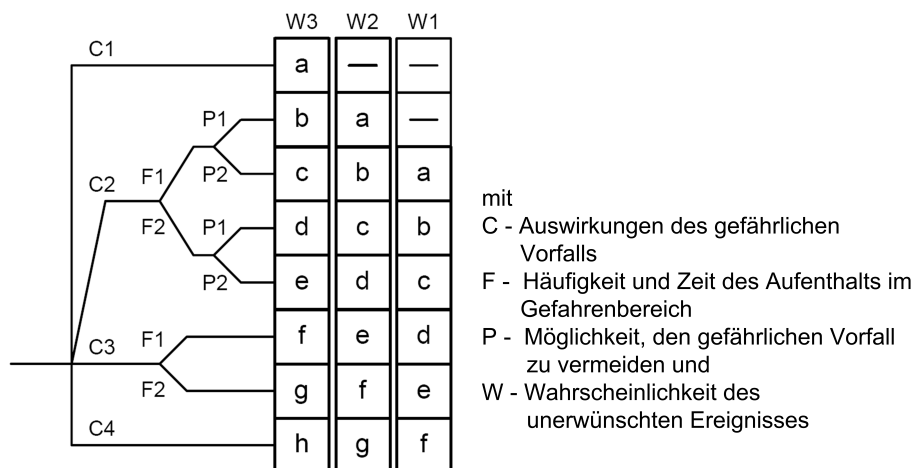 W3 W2 W1
C1 a — —
P1 b a —
P2 c b a
C2 F1
F2 P1 d c b
P2 e d c
C3 F1 f e d
F2 g f e
C4 h g f
mit
C - Auswirkungen des gefährlichen
Vorfalls
F - Häufigkeit und Zeit des Aufenthalts im
Gefahrenbereich
P - Möglichkeit, den gefährlichen Vorfall
zu vermeiden und
W - Wahrscheinlichkeit des
unerwünschten Ereignisses